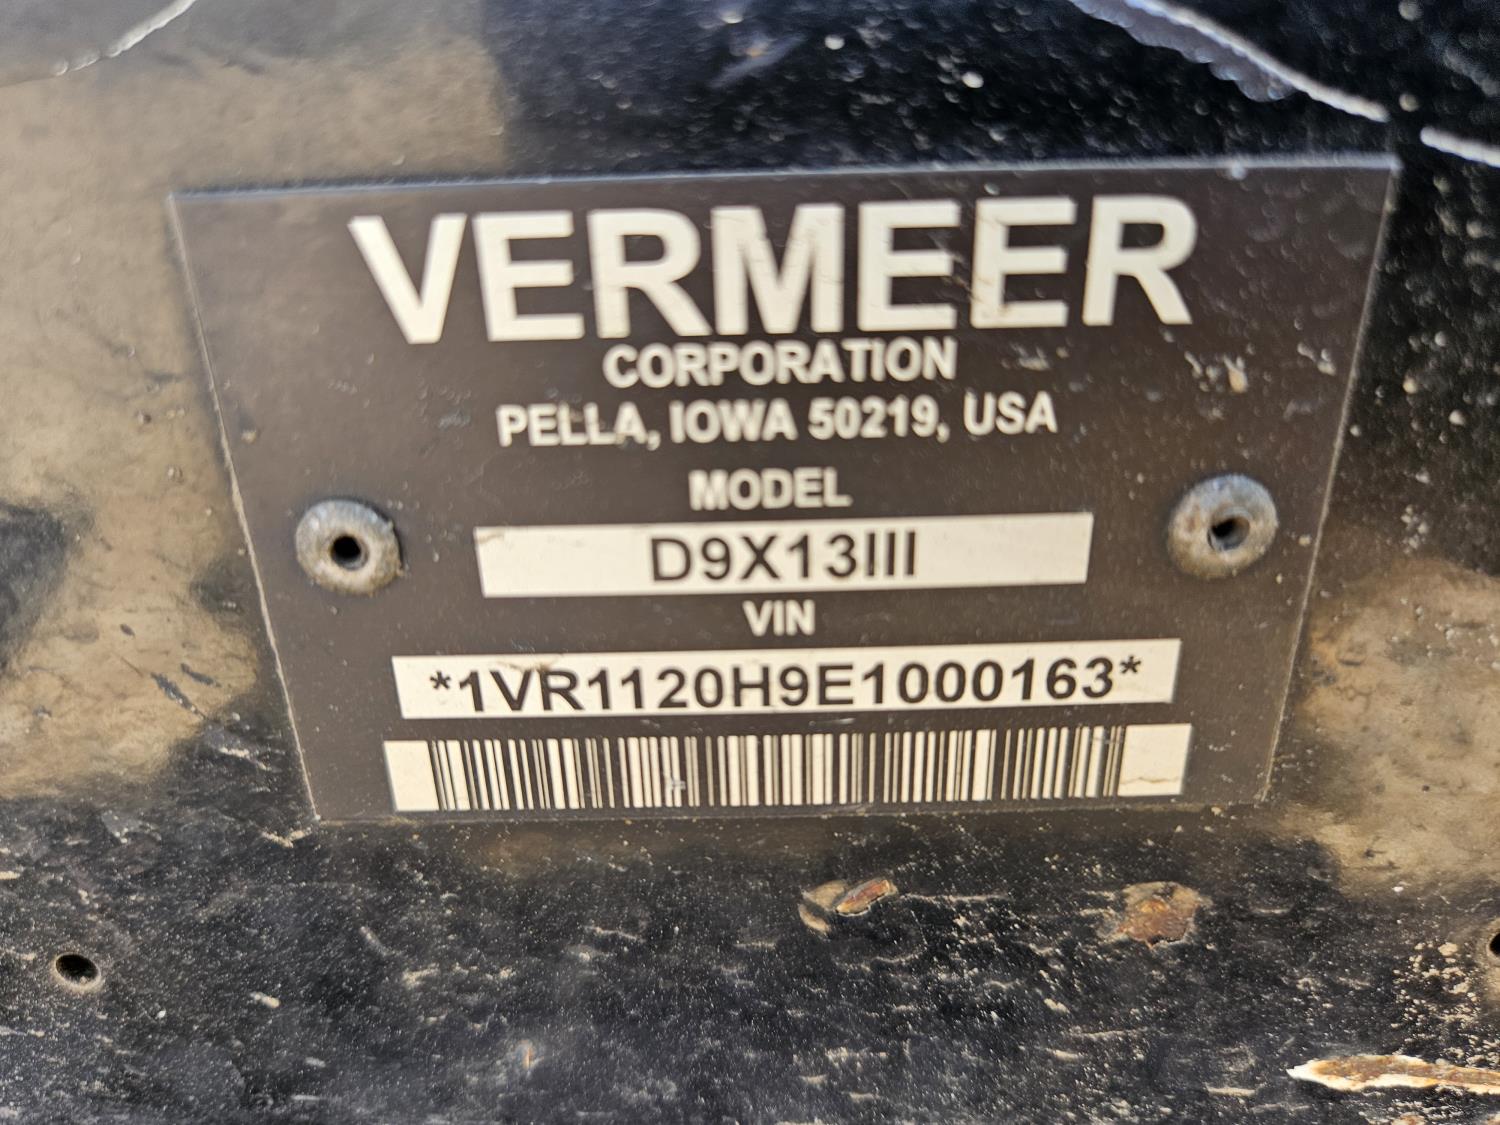 VERMEER
CORPORATION
PELLA, IOWA 50219, USA
MODEL
D9X13III
VIN
*1VR1120H9E1000163*